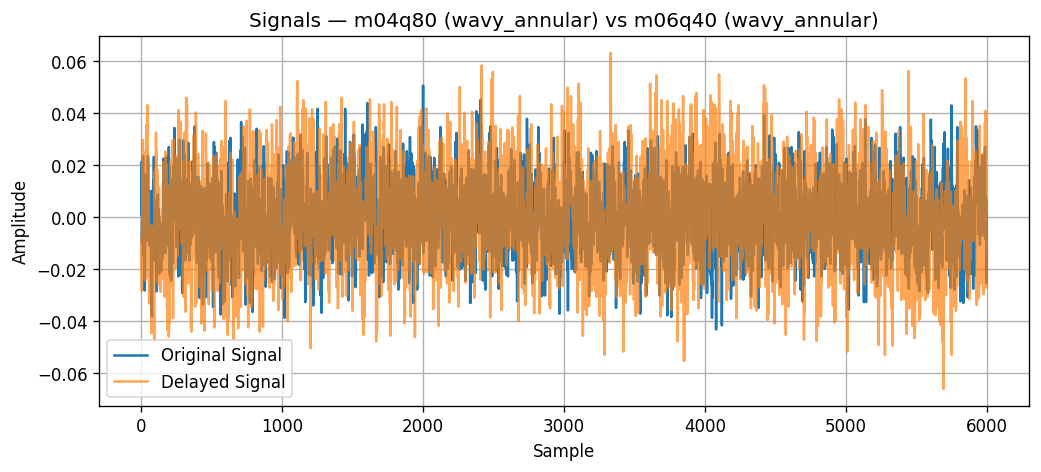 Signals — m04q80 (wavy_annular) vs m06q40 (wavy_annular)
0.06
0.04
0.02
0.00
−0.02
−0.04
−0.06
Amplitude
Original Signal
Delayed Signal
0 1000 2000 3000 4000 5000 6000
Sample